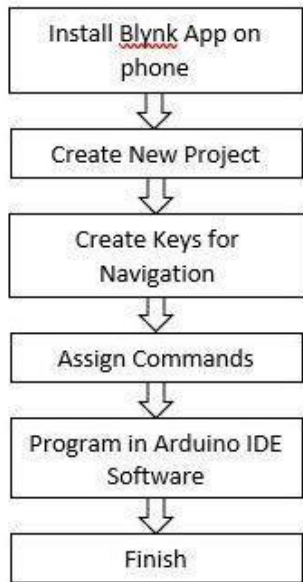 Install Blynk App on
phone
Create New Project
Create Keys for
Navigation
Assign Commands
Program in Arduino IDE
Software
Finish